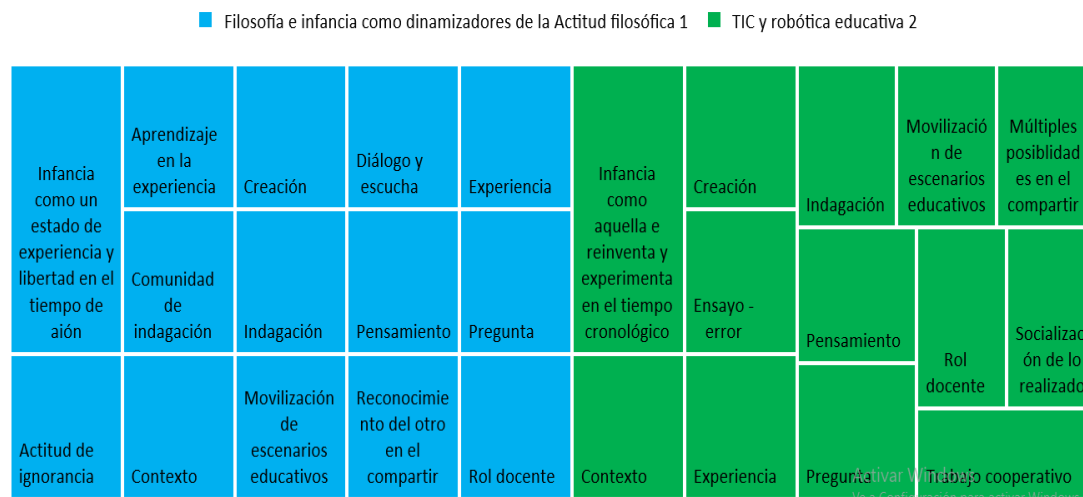 Filosofía e infancia como dinamizadores de la Actitud filosófica 1
TIC y robótica educativa 2
Infancia
como un
estado de
experiencia y
libertad en el
tiempo de
aión
Aprendizaje
en la
experiencia
Creación
Diálogo y
escucha
Experiencia
Comunidad
de
indagación
Indagación
Pensamiento
Pregunta
Actitud de
ignorancia
Contexto
Movilización
de
escenarios
educativos
Reconocimie
nto del otro
en el
compartir
Rol docente
Infancia
como
aquella e
reinventa y
experimenta
en el tiempo
cronológico
Creación
Ensayo -
error
Contexto
Experiencia
Indagación
Movilizació
n de
escenarios
educativos
Múltiples
posiblidad
es en el
compartir
Pensamiento
Rol
docente
Socializac
ón de lo
realizado
Pregunta
Trabajo cooperativo
Activar Windows